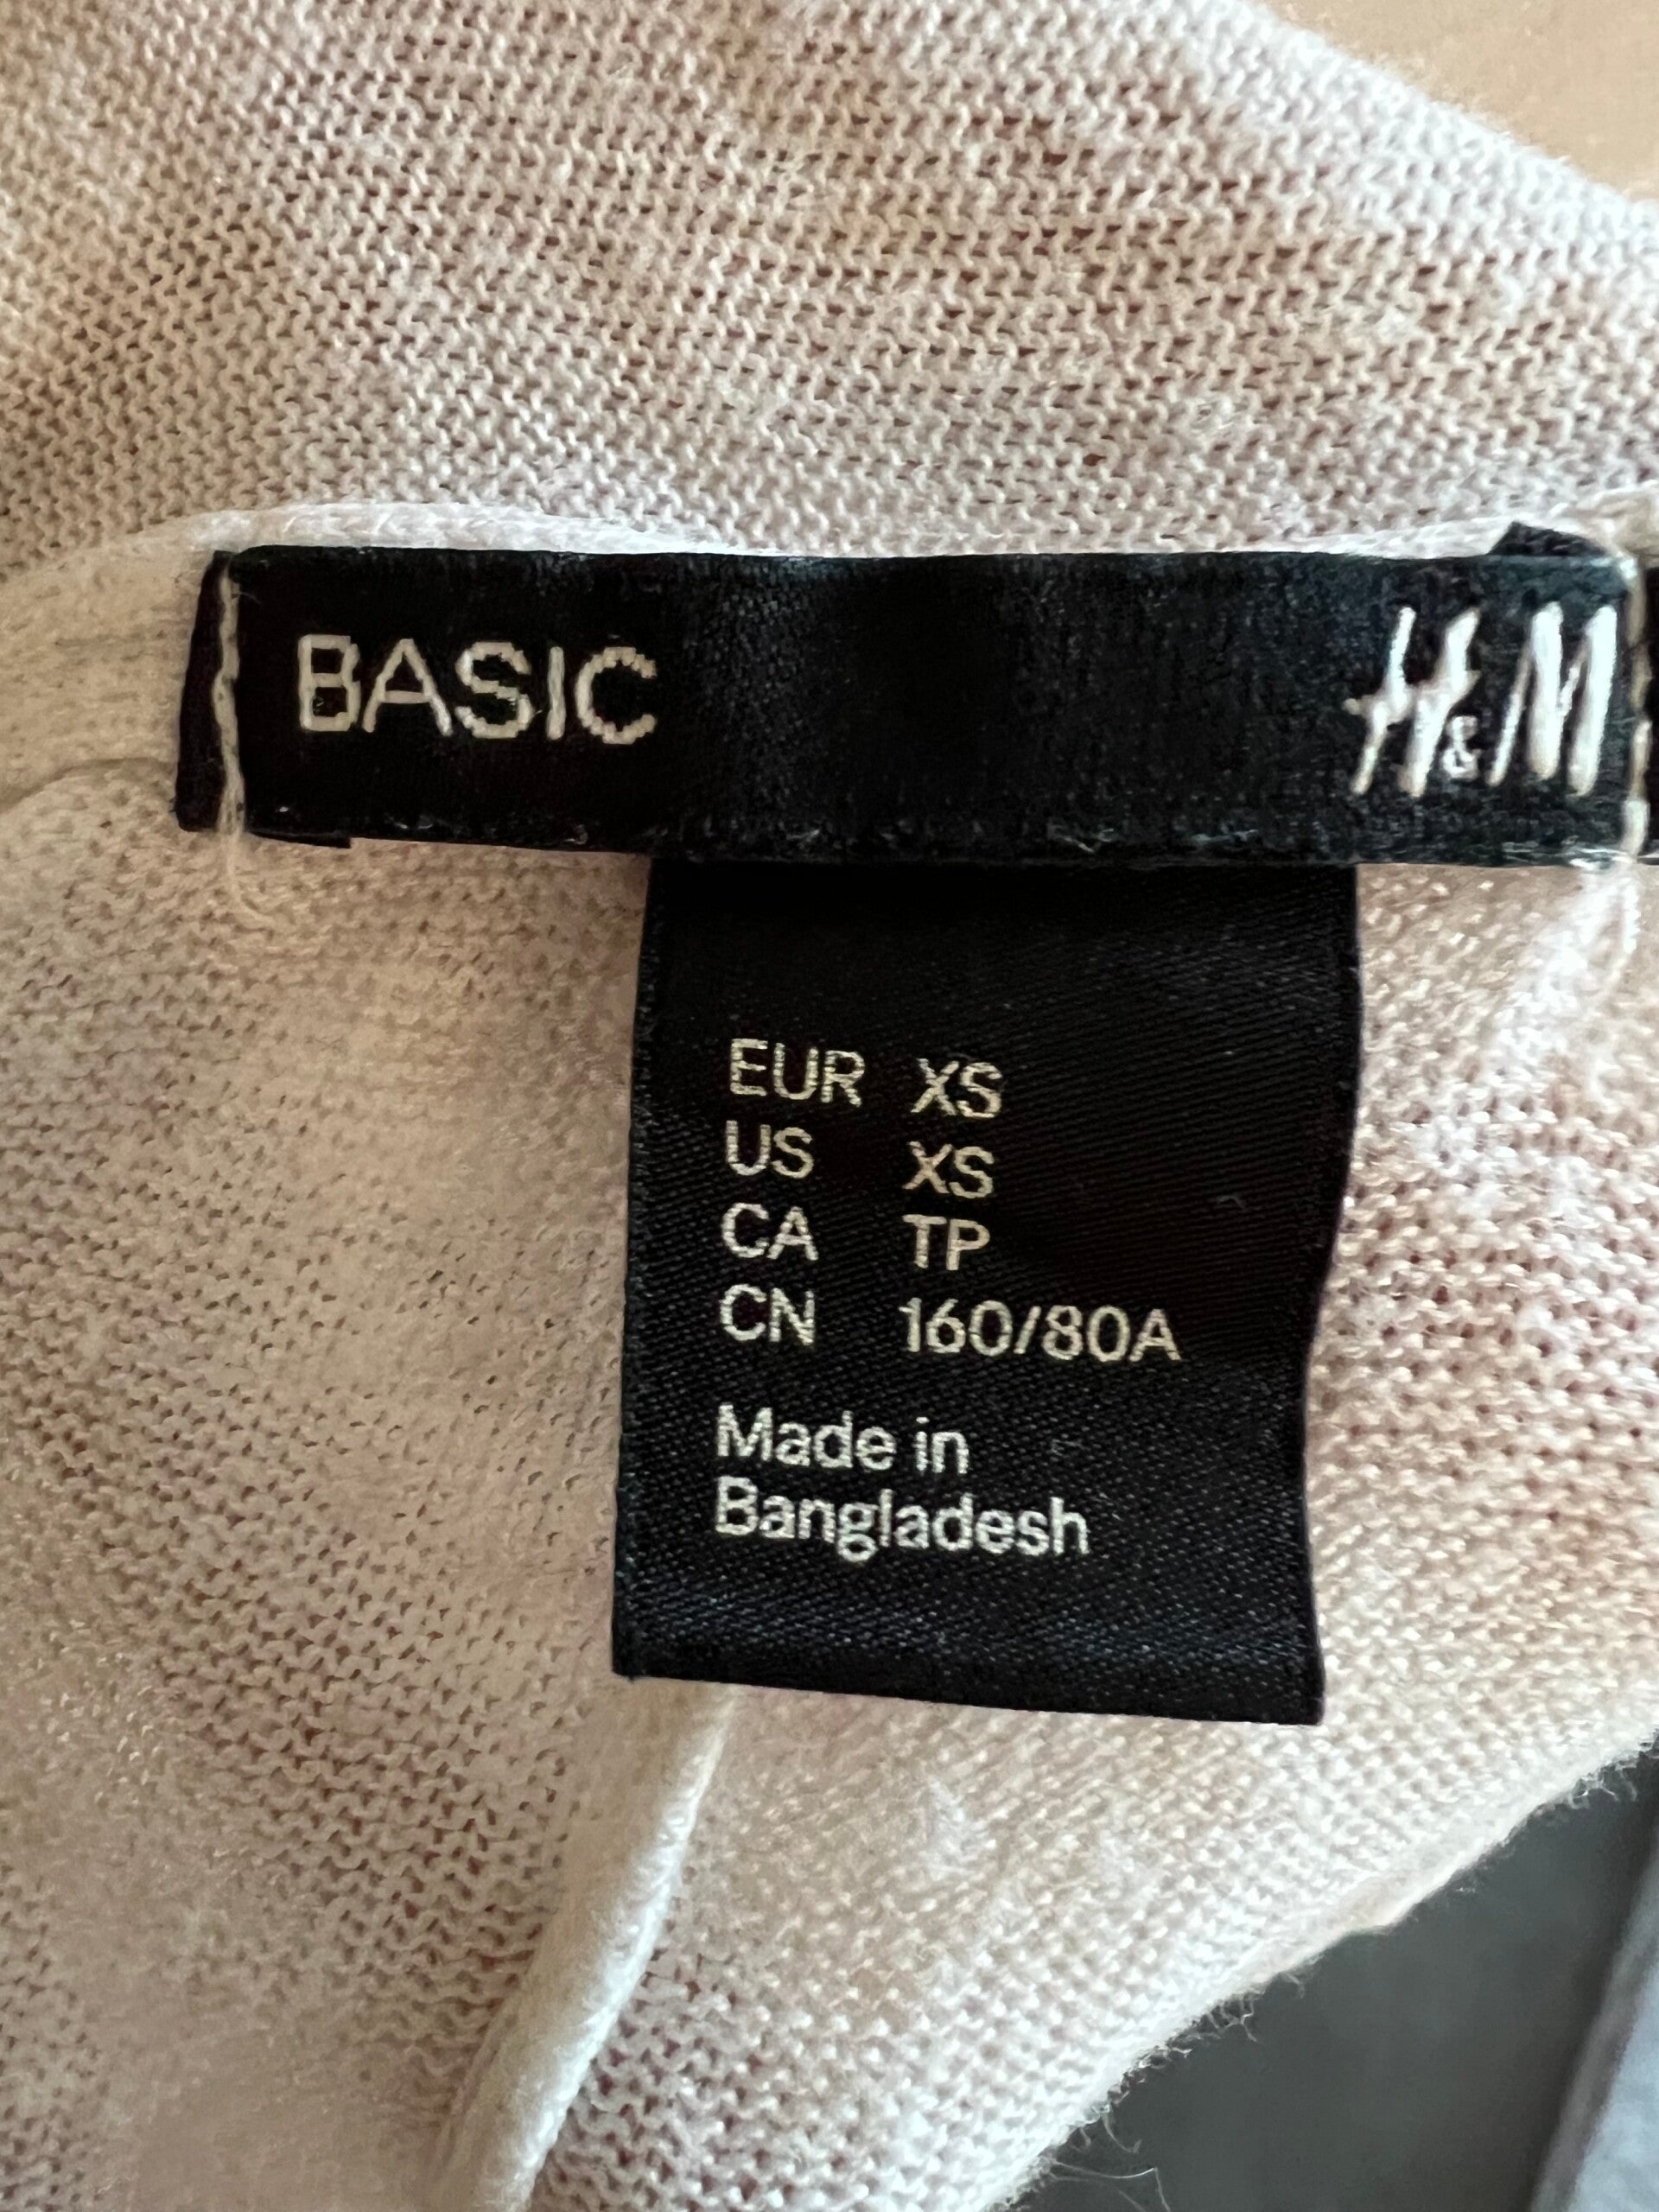 BASIC H&M
EUR XS
US XS
CA TP
CN 160/80A
Made in
Bangladesh